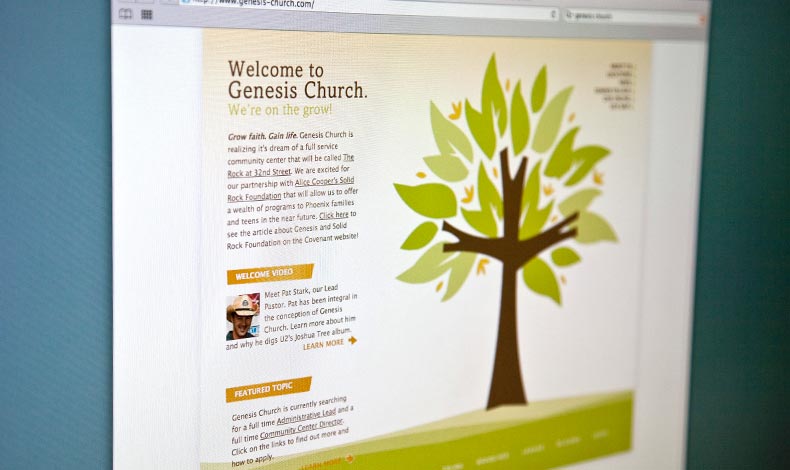 http://www.genesis-church.com/
genesis church
Welcome to
Genesis Church.
We're on the grow!
Grow faith. Gain life. Genesis Church is
realizing it's dream of a full service
community center that will be called The
Rock at 32nd Street. We are excited for
our partnership with Alice Cooper's Solid
Rock Foundation that will allow us to offer
a wealth of programs to Phoenix families
and teens in the near future. Click here to
see the article about Genesis and Solid
Rock Foundation on the Covenant website!
WELCOME VIDEO
Meet Pat Stark, our Lead
Pastor. Pat has been integral in
the conception of Genesis
Church. Learn more about him
and why he digs U2's Joshua Tree album.
LEARN MORE
FEATURED TOPIC
Genesis Church is currently searching
for a full time Administrative Lead and a
full time Community Center Director.
Click on the links to find out more and
how to apply.
LEARN MORE